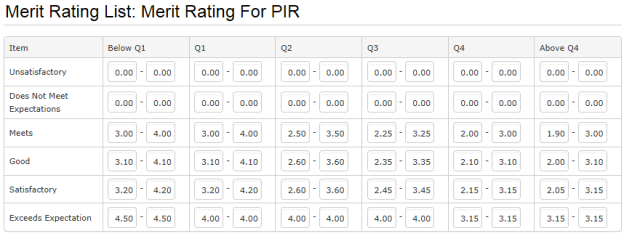 Merit Rating List: Merit Rating For PIR
Item Below Q1 Q1 Q2 Q3 Q4 Above Q4
Unsatisfactory 0.00 - 0.00 0.00 - 0.00 0.00 - 0.00 0.00 - 0.00 0.00 - 0.00 0.00 - 0.00
Does Not Meet
Expectations 0.00 - 0.00 0.00 - 0.00 0.00 - 0.00 0.00 - 0.00 0.00 - 0.00 0.00 - 0.00
Meets 3.00 - 4.00 3.00 - 4.00 2.50 - 3.50 2.25 - 3.25 2.00 - 3.00 1.90 - 3.00
Good 3.10 - 4.10 3.10 - 4.10 2.60 - 3.60 2.35 - 3.35 2.10 - 3.10 2.00 - 3.10
Satisfactory 3.20 - 4.20 3.20 - 4.20 2.60 - 3.60 2.45 - 3.45 2.15 - 3.15 2.05 - 3.15
Exceeds Expectation 4.50 - 4.50 4.00 - 4.00 4.00 - 4.00 4.00 - 4.00 3.15 - 3.15 3.15 - 3.15